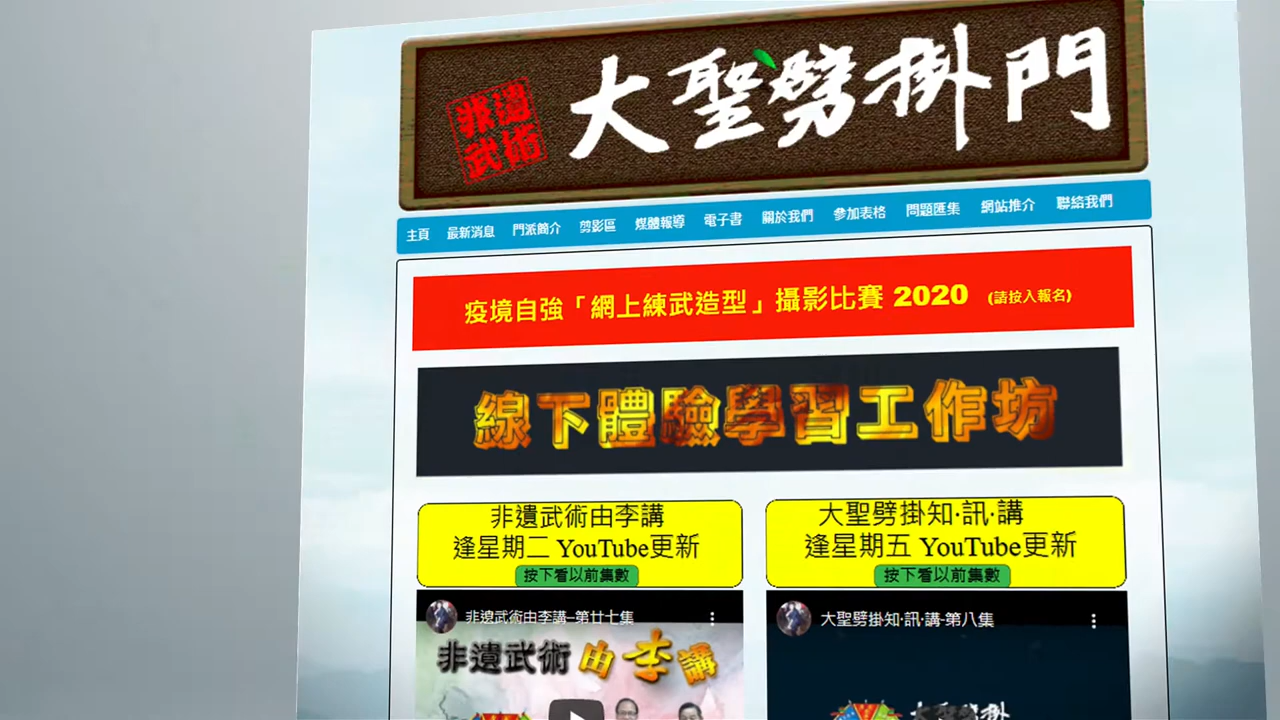 非遺
武術
大聖劈掛門
主頁 最新消息 門派簡介 剪影區 媒體報導 電子書 關於我們 參加表格 問題匯集 網站推介 聯絡我們
疫境自強「網上練武造型」攝影比賽 2020 (請按入報名)
線下體驗學習工作坊
非遺武術由李講
逢星期二 YouTube更新
按下看以前集數
大聖劈掛知·訊·講
逢星期五 YouTube更新
按下看以前集數
非遺武術由李講–第廿七集
非遺武術由李講
大聖劈掛知·訊·講-第八集
大聖劈掛